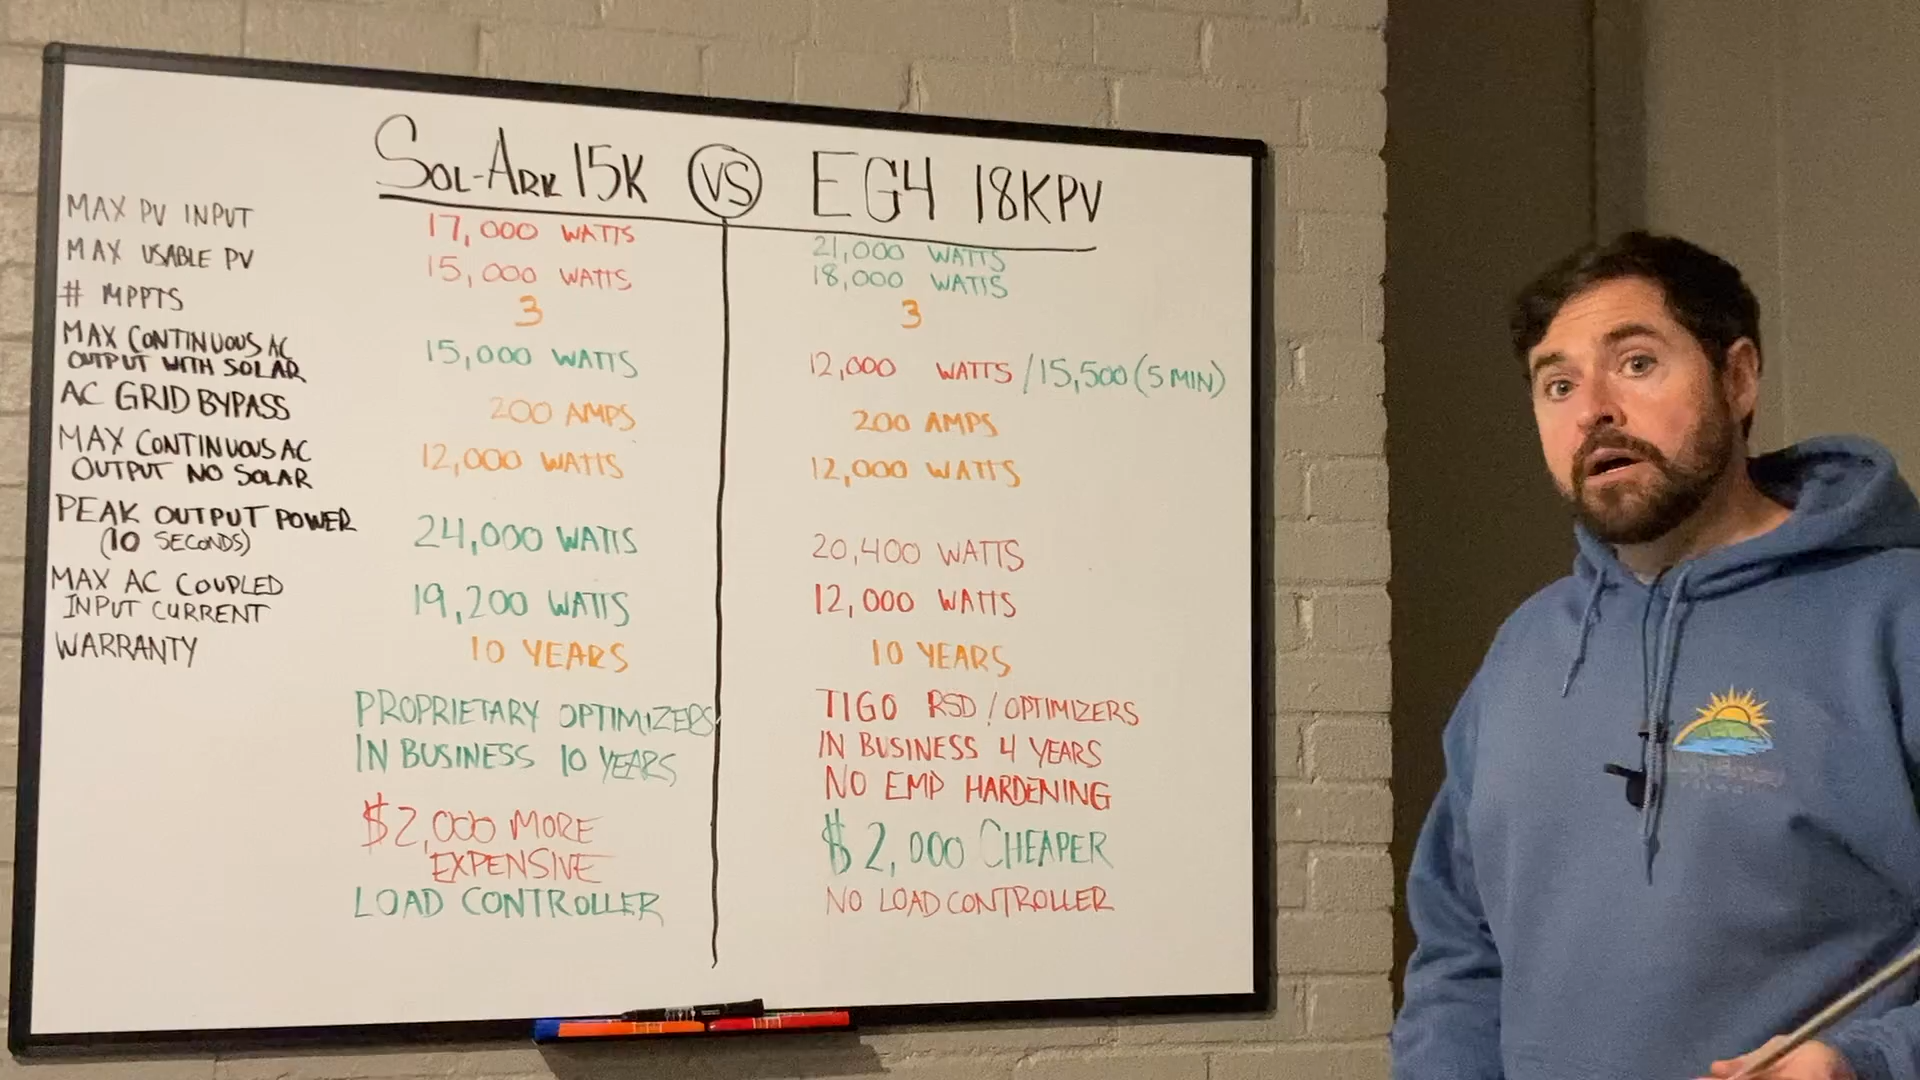 SOL-ARK 15K VS EG4 18KPV
MAX PV INPUT 17,000 WATTS 21,000 WATTS
MAX USABLE PV 15,000 WATTS 18,000 WATTS
# MPPTS 3 3
MAX CONTINUOUS AC
OUTPUT WITH SOLAR 15,000 WATTS 12,000 WATTS / 15,500 (5 MIN)
AC GRID BYPASS 200 AMPS 200 AMPS
MAX CONTINUOUS AC
OUTPUT NO SOLAR 12,000 WATTS 12,000 WATTS
PEAK OUTPUT POWER
(10 SECONDS) 24,000 WATTS 20,400 WATTS
MAX AC COUPLED
INPUT CURRENT 19,200 WATTS 12,000 WATTS
WARRANTY 10 YEARS 10 YEARS
PROPRIETARY OPTIMIZERS TIGO RSD / OPTIMIZERS
IN BUSINESS 10 YEARS IN BUSINESS 4 YEARS
NO EMP HARDENING
$2,000 MORE
EXPENSIVE $2,000 CHEAPER
LOAD CONTROLLER NO LOAD CONTROLLER